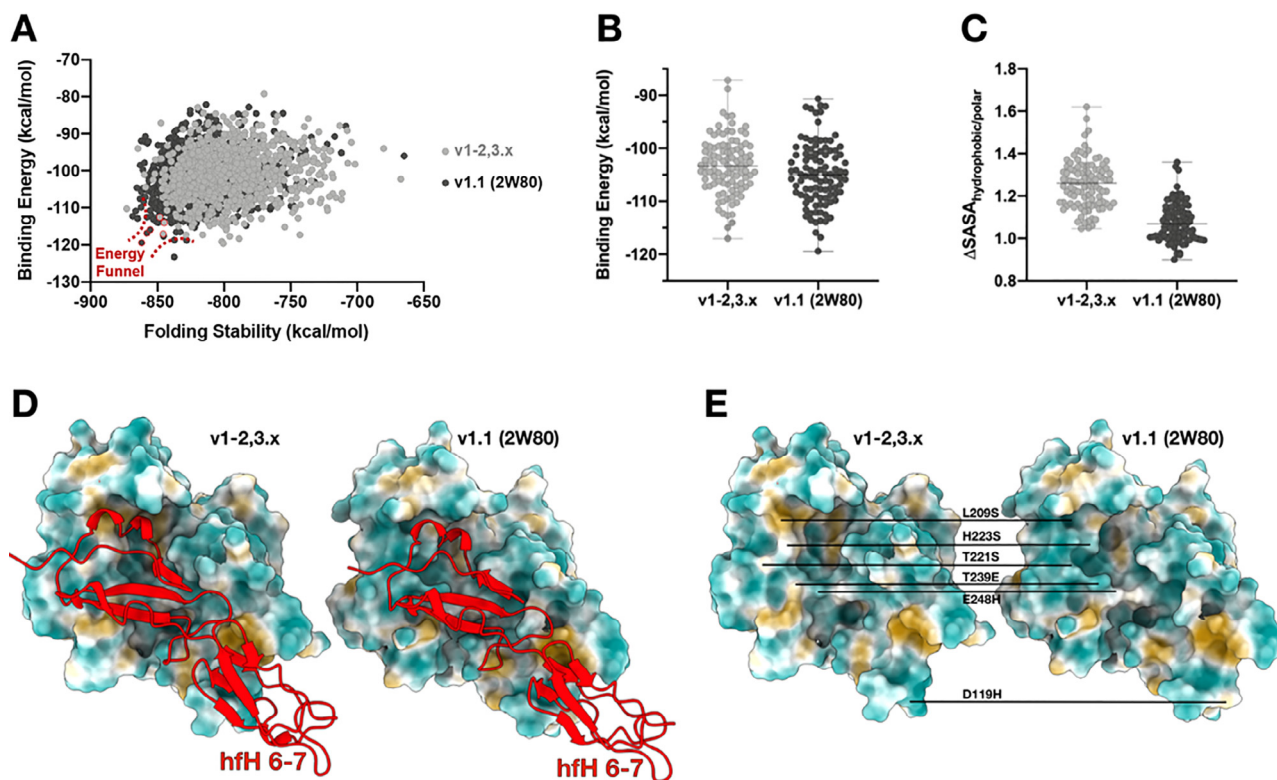 A
-70
-80
-90
-100
-110
-120
-130
Binding Energy (kcal/mol)
-900
-850
-800
-750
-700
-650
Folding Stability (kcal/mol)
Energy
Funnel
v1-2,3.x
v1.1 (2W80)
B
Binding Energy (kcal/mol)
-90
-100
-110
-120
v1-2,3.x
v1.1 (2W80)
C
ΔSASAhydrophobic/polar
1.8
1.6
1.4
1.2
1.0
0.8
v1-2,3.x
v1.1 (2W80)
D
v1-2,3.x
v1.1 (2W80)
hfH 6-7
hfH 6-7
E
v1-2,3.x
v1.1 (2W80)
L209S
H223S
T221S
T239E
E248H
D119H